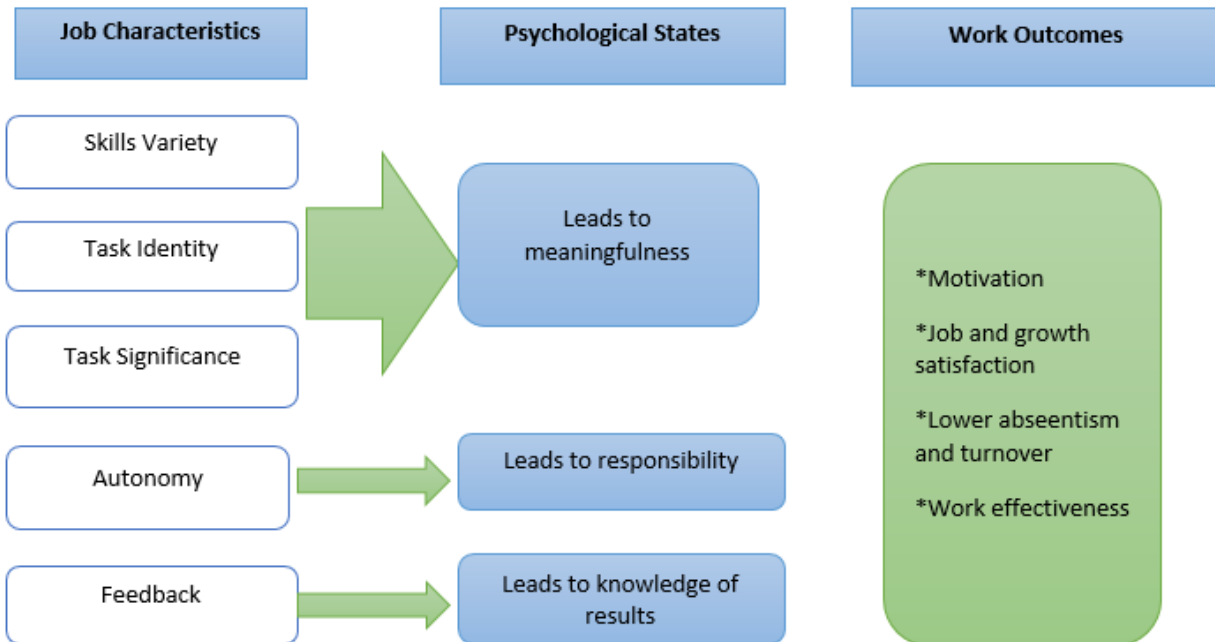 Job Characteristics
Psychological States
Work Outcomes
Skills Variety
Task Identity
Task Significance
Autonomy
Feedback
Leads to
meaningfulness
Leads to responsibility
Leads to knowledge of
results
*Motivation
*Job and growth
satisfaction
*Lower abseentism
and turnover
*Work effectiveness